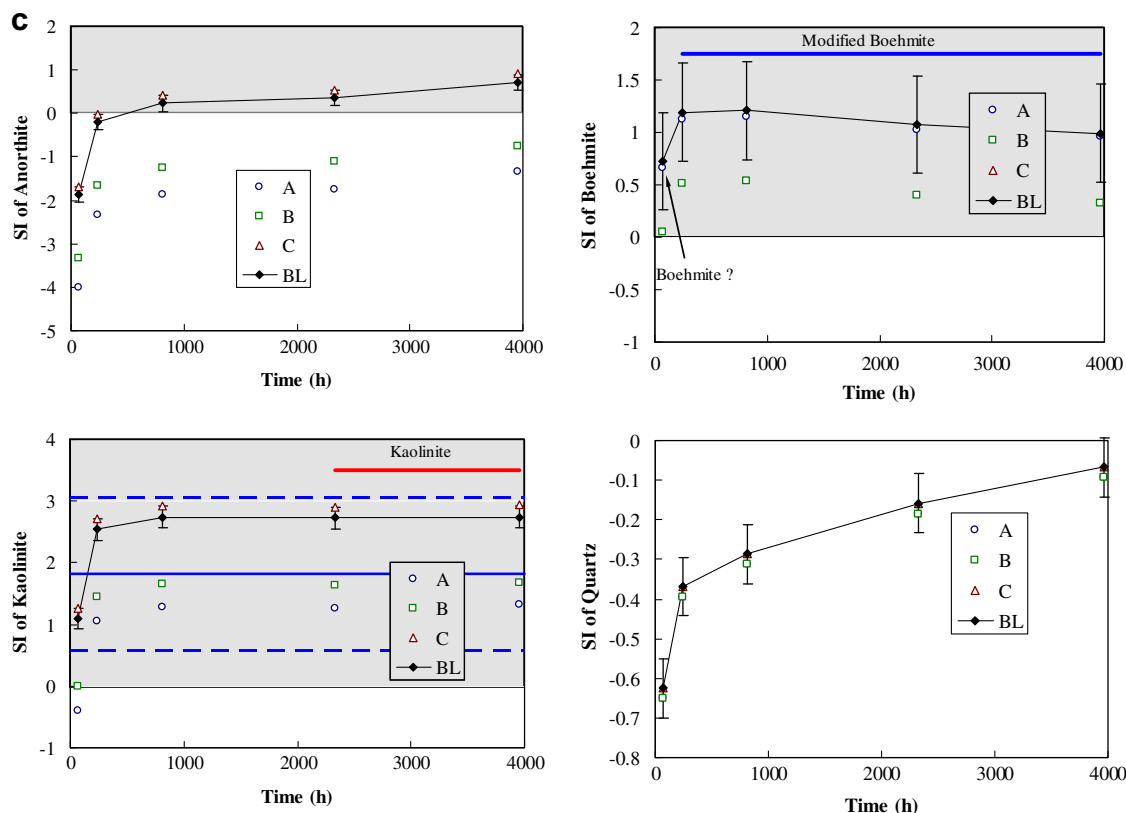 c
2
1
0
-1
-2
-3
-4
-5
SI of Anorthite
A
B
C
BL
0 1000 2000 3000 4000
Time (h)
2
1.5
1
0.5
0
-0.5
-1
SI of Boehmite
Modified Boehmite
A
B
C
BL
Boehmite ?
0 1000 2000 3000 4000
Time (h)
4
3
2
1
0
-1
SI of Kaolinite
Kaolinite
A
B
C
BL
0 1000 2000 3000 4000
Time (h)
0
-0.1
-0.2
-0.3
-0.4
-0.5
-0.6
-0.7
-0.8
SI of Quartz
A
B
C
BL
0 1000 2000 3000 4000
Time (h)